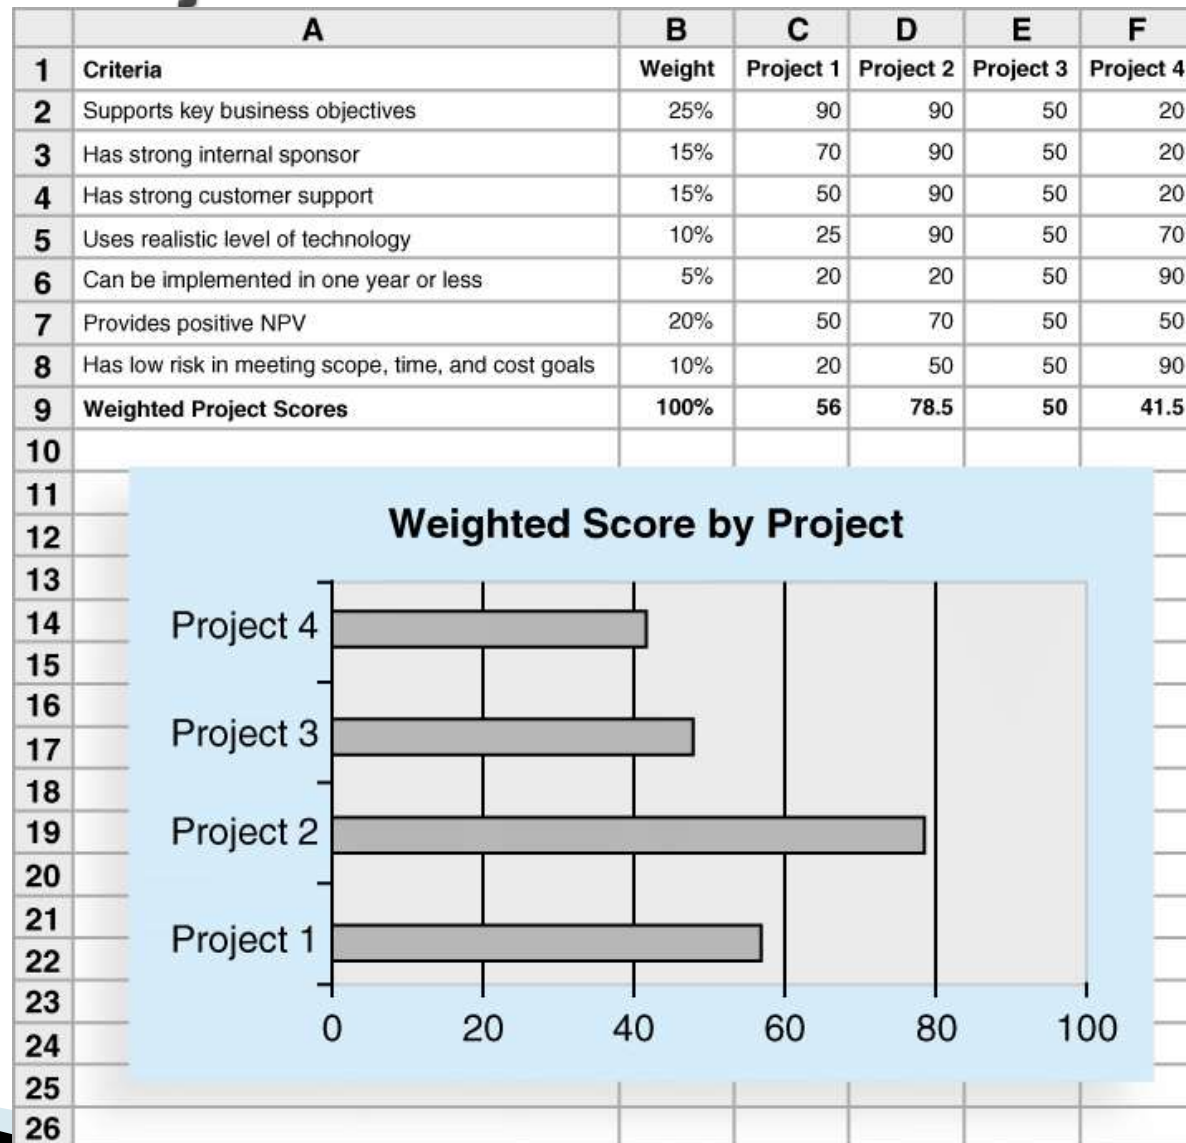 A B C D E F
1 Criteria Weight Project 1 Project 2 Project 3 Project 4
2 Supports key business objectives 25% 90 90 50 20
3 Has strong internal sponsor 15% 70 90 50 20
4 Has strong customer support 15% 50 90 50 20
5 Uses realistic level of technology 10% 25 90 50 70
6 Can be implemented in one year or less 5% 20 20 50 90
7 Provides positive NPV 20% 50 70 50 50
8 Has low risk in meeting scope, time, and cost goals 10% 20 50 50 90
9 Weighted Project Scores 100% 56 78.5 50 41.5
10
11
12 Weighted Score by Project
13
14 Project 4
15
16
17 Project 3
18
19 Project 2
20
21
22 Project 1
23
24 0 20 40 60 80 100
25
26